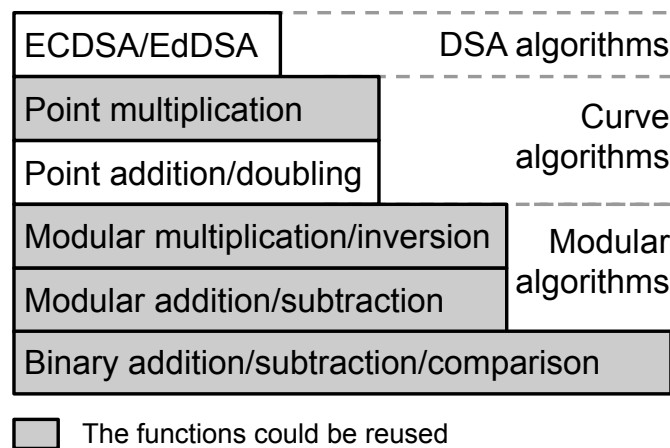 ECDSA/EdDSA
DSA algorithms
Point multiplication
Point addition/doubling
Curve
algorithms
Modular multiplication/inversion
Modular addition/subtraction
Modular
algorithms
Binary addition/subtraction/comparison
The functions could be reused